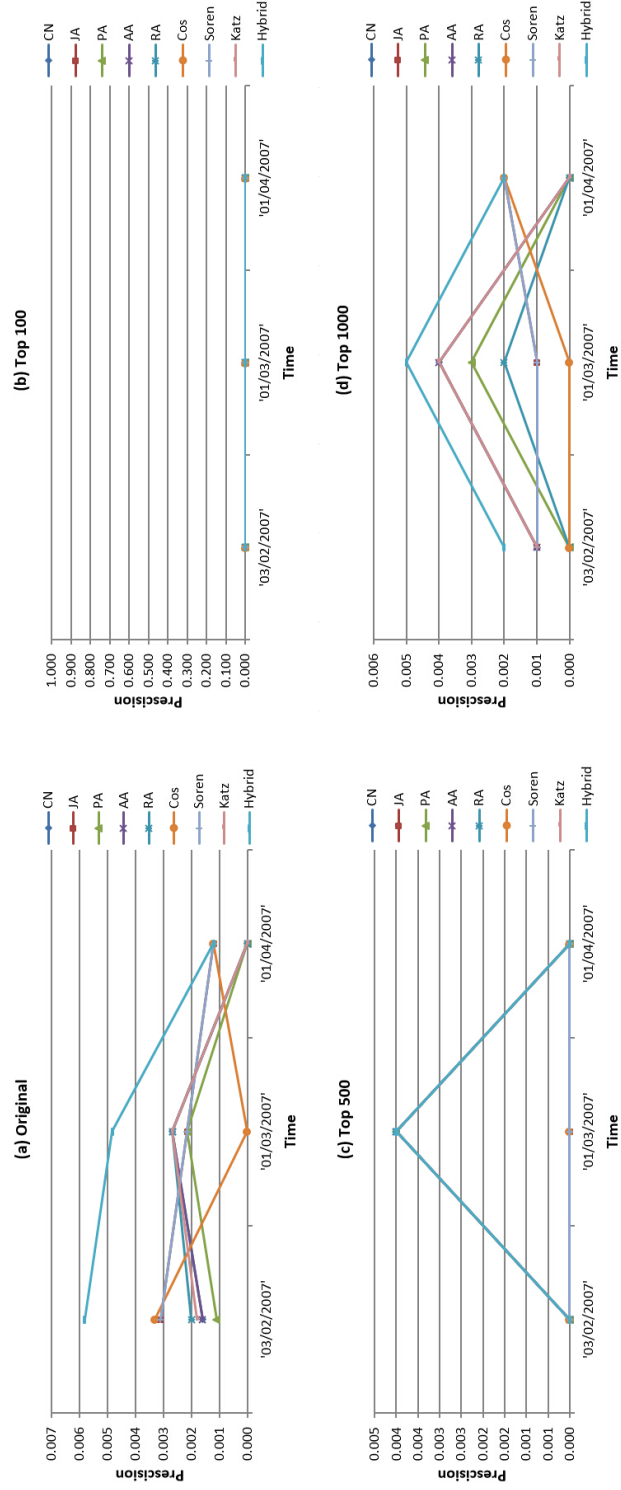 (a) Original
Prescision
0.007
0.006
0.005
0.004
0.003
0.002
0.001
0.000
'03/02/2007'
'01/03/2007'
'01/04/2007'
Time
CN
JA
PA
AA
RA
Cos
Soren
Katz
Hybrid
(b) Top 100
Prescision
1.000
0.900
0.800
0.700
0.600
0.500
0.400
0.300
0.200
0.100
0.000
'03/02/2007'
'01/03/2007'
'01/04/2007'
Time
CN
JA
PA
AA
RA
Cos
Soren
Katz
Hybrid
(c) Top 500
Prescision
0.005
0.004
0.004
0.003
0.003
0.002
0.002
0.001
0.001
0.000
'03/02/2007'
'01/03/2007'
'01/04/2007'
Time
CN
JA
PA
AA
RA
Cos
Soren
Katz
Hybrid
(d) Top 1000
Prescision
0.006
0.005
0.004
0.003
0.002
0.001
0.000
'03/02/2007'
'01/03/2007'
'01/04/2007'
Time
CN
JA
PA
AA
RA
Cos
Soren
Katz
Hybrid